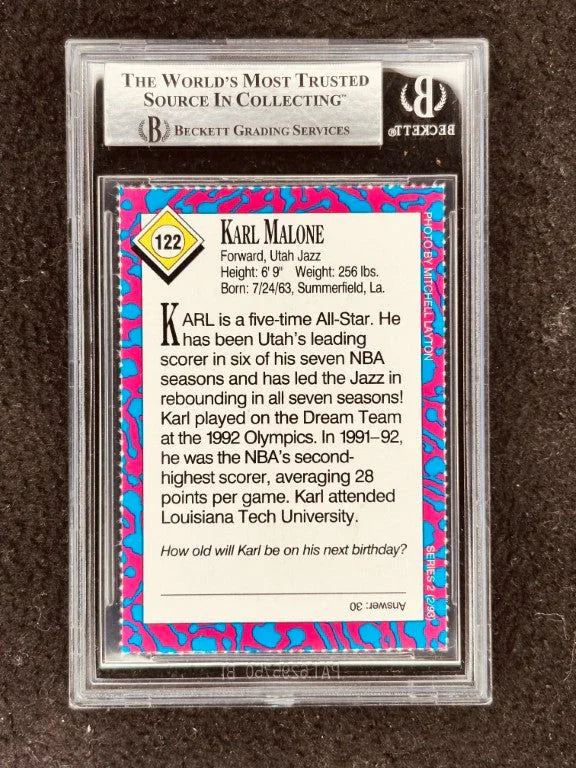 THE WORLD'S MOST TRUSTED
SOURCE IN COLLECTING™
BECKETT GRADING SERVICES
BECKETT®
122
KARL MALONE
Forward, Utah Jazz
Height: 6' 9" Weight: 256 lbs.
Born: 7/24/63, Summerfield, La.
KARL is a five-time All-Star. He
has been Utah's leading
scorer in six of his seven NBA
seasons and has led the Jazz in
rebounding in all seven seasons!
Karl played on the Dream Team
at the 1992 Olympics. In 1991–92,
he was the NBA's second-
highest scorer, averaging 28
points per game. Karl attended
Louisiana Tech University.
How old will Karl be on his next birthday?
Answer: 30
PHOTO BY MITCHELL LAYTON
SERIES 2 (2/93)